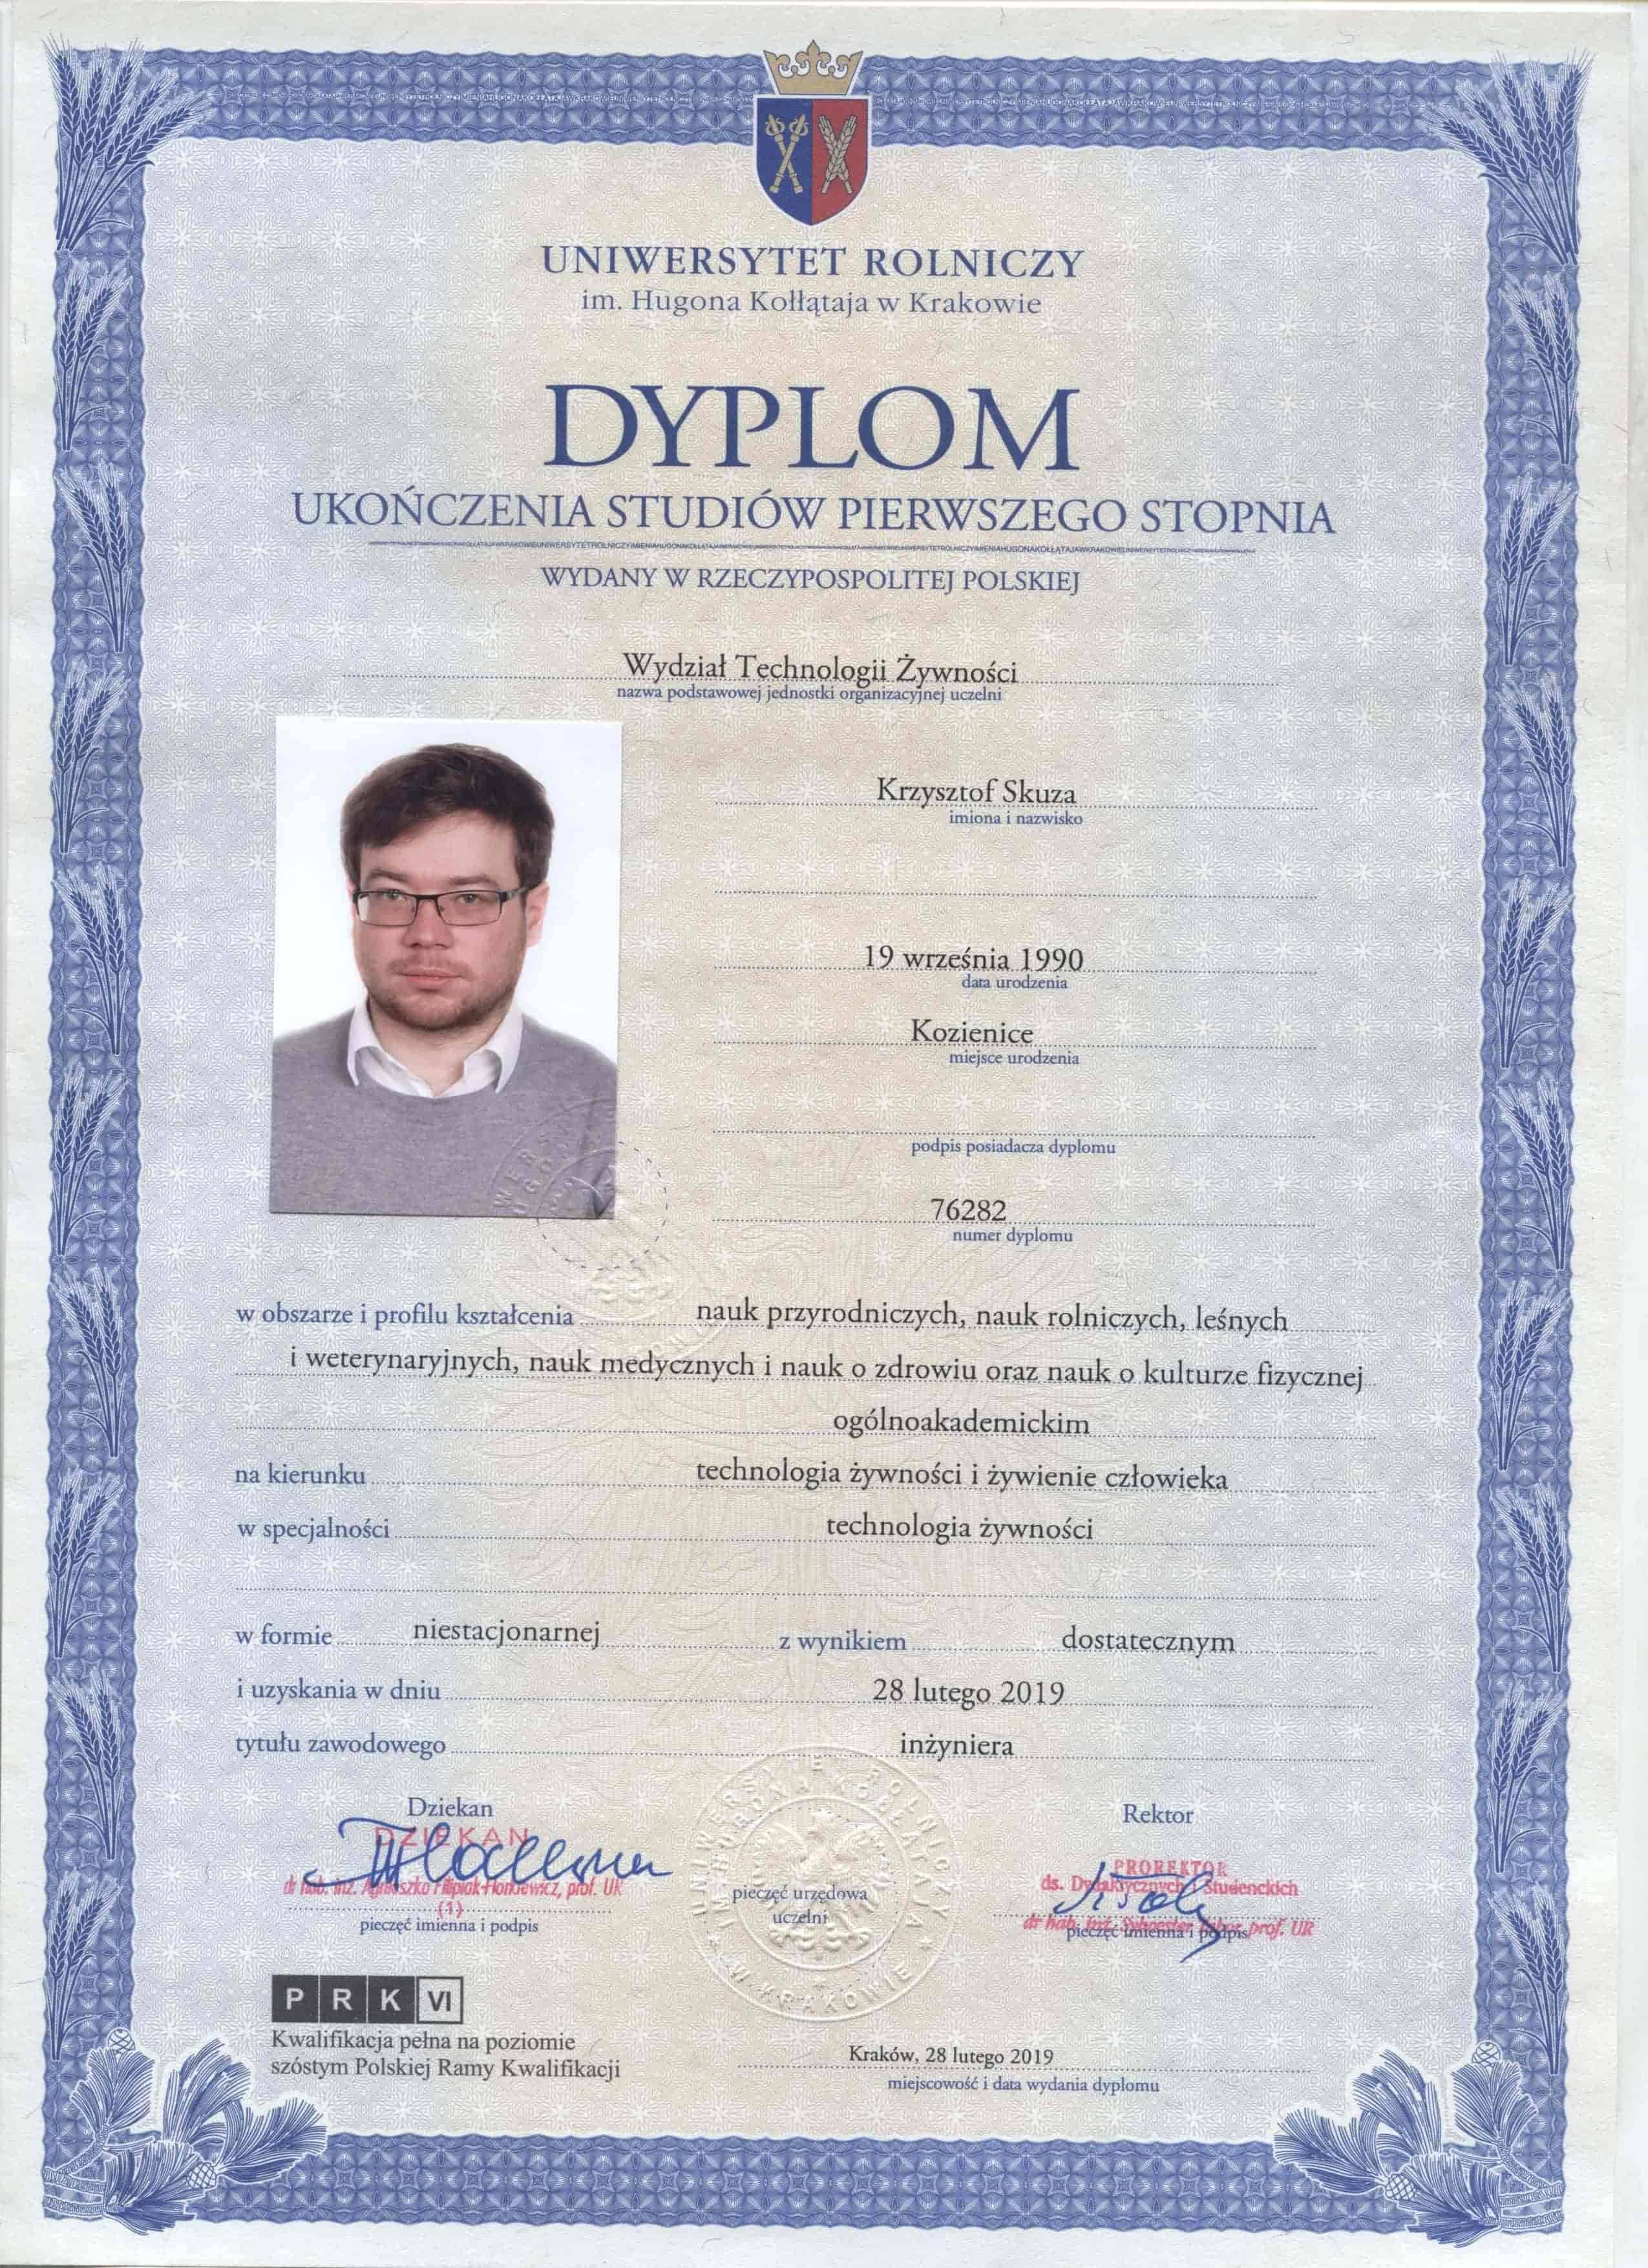 UNIWERSYTET ROLNICZY
im. Hugona Kołłątaja w Krakowie
DYPLOM
UKOŃCZENIA STUDIÓW PIERWSZEGO STOPNIA
WYDANY W RZECZYPOSPOLITEJ POLSKIEJ
Wydział Technologii Żywności
nazwa podstawowej jednostki organizacyjnej uczelni
Krzysztof Skuza
imiona i nazwisko
19 września 1990
data urodzenia
Kozienice
miejsce urodzenia
podpis posiadacza dyplomu
76282
numer dyplomu
w obszarze i profilu kształcenia nauk przyrodniczych, nauk rolniczych, leśnych
i weterynaryjnych, nauk medycznych i nauk o zdrowiu oraz nauk o kulturze fizycznej
ogólnoakademickim
na kierunku technologia żywności i żywienie człowieka
w specjalności technologia żywności
w formie niestacjonarnej z wynikiem dostatecznym
i uzyskania w dniu 28 lutego 2019
tytułu zawodowego inżyniera
Dziekan
DZIEKAN
dr hab. inż. Agnieszka Filipiak-Florkiewicz, prof. UR
(1)
pieczęć imienna i podpis
UNIWERSYTET ROLNICZY
IM. HUGONA KOŁŁĄTAJA
W KRAKOWIE
pieczęć urzędowa
uczelni
Rektor
PROREKTOR
ds. Dydaktycznych i Studenckich
dr hab. inż. Sylwester Tabor, prof. UR
pieczęć imienna i podpis
PRK VI
Kwalifikacja pełna na poziomie
szóstym Polskiej Ramy Kwalifikacji
Kraków, 28 lutego 2019
miejscowość i data wydania dyplomu